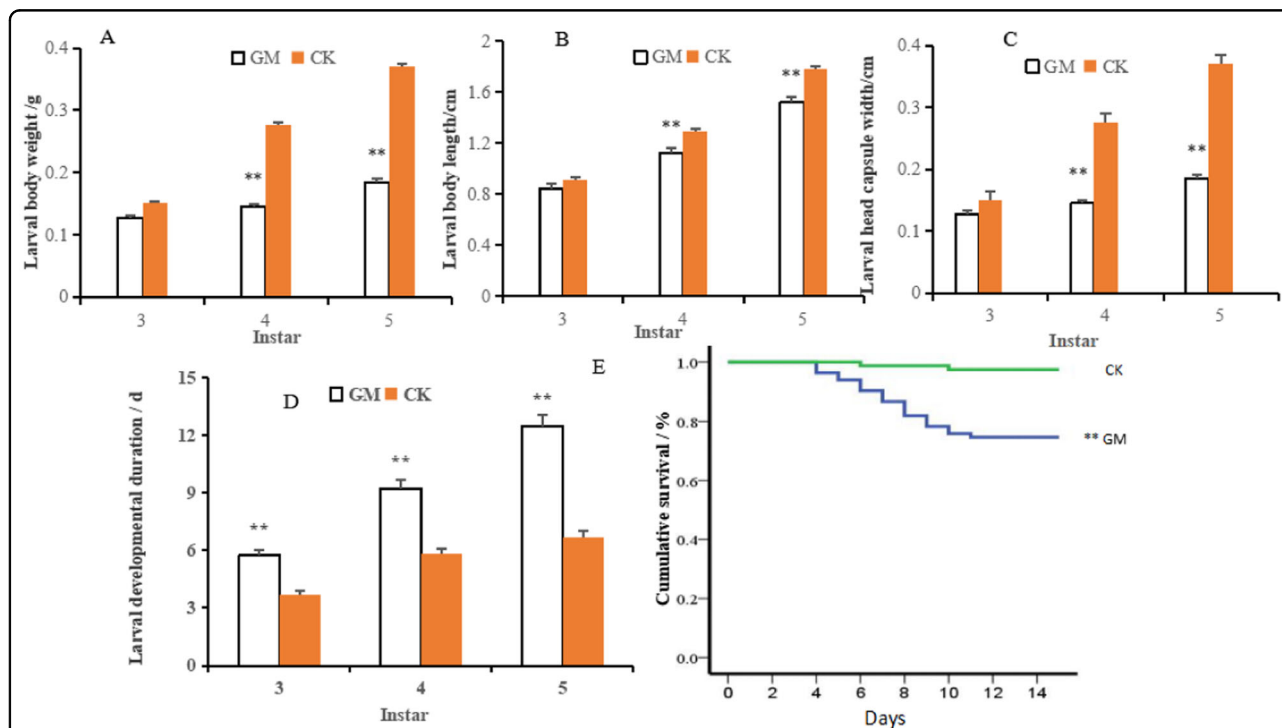 A
GM CK
Larval body weight /g
0.4
0.3
0.2
0.1
0
**
**
3 4 5
Instar
B
GM CK
Larval body length/cm
2
1.6
1.2
0.8
0.4
0
**
**
3 4 5
Instar
C
GM CK
Larval head capsule width/cm
0.4
0.3
0.2
0.1
0
**
**
3 4 5
Instar
D
GM CK
Larval developmental duration / d
15
12
9
6
3
0
**
**
**
3 4 5
Instar
E
Cumulative survival / %
1.0
0.8
0.6
0.4
0.2
0.0
CK
** GM
0 2 4 6 8 10 12 14
Days